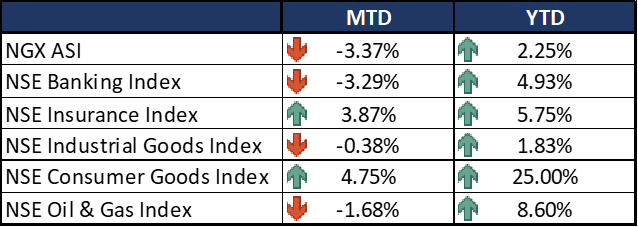 MTD YTD
NGX ASI -3.37% 2.25%
NSE Banking Index -3.29% 4.93%
NSE Insurance Index 3.87% 5.75%
NSE Industrial Goods Index -0.38% 1.83%
NSE Consumer Goods Index 4.75% 25.00%
NSE Oil & Gas Index -1.68% 8.60%